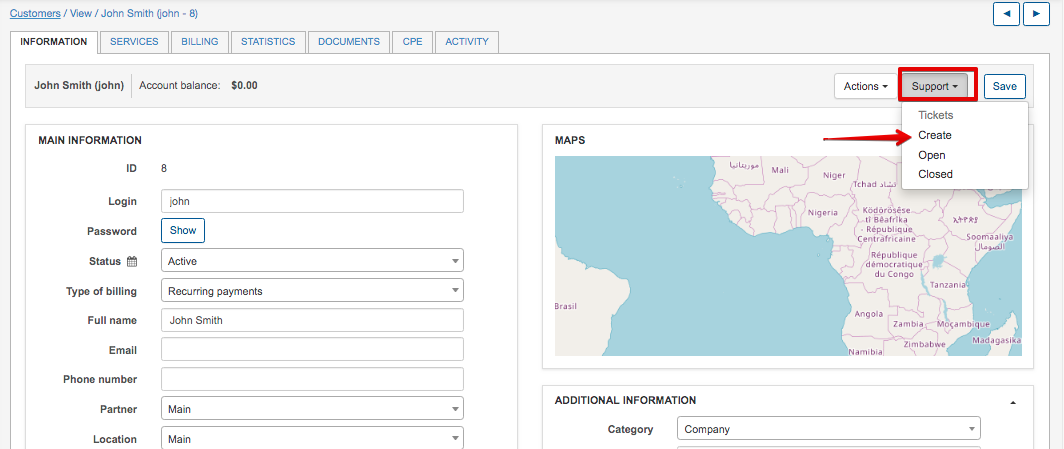 Customers / View / John Smith (john - 8)
INFORMATION SERVICES BILLING STATISTICS DOCUMENTS CPE ACTIVITY
John Smith (john) Account balance: $0.00 Actions Support Save
Tickets
Create
Open
Closed
MAIN INFORMATION
ID 8
Login john
Password Show
Status Active
Type of billing Recurring payments
Full name John Smith
Email
Phone number
Partner Main
Location Main
MAPS
موريتانيا
Mali
Niger
Tchad تشاد
Nigeria
Ködörösêse
tî Bêafrîka
- République
Centrafricaine
ኢትዮጵያ
Soomaaliya
الصومال
République
démocratique
du Congo
Tanzania
Brasil
Angola
Zambia
Moçambique
Zimbabwe
Madagasika
Namibia
ADDITIONAL INFORMATION
Category Company